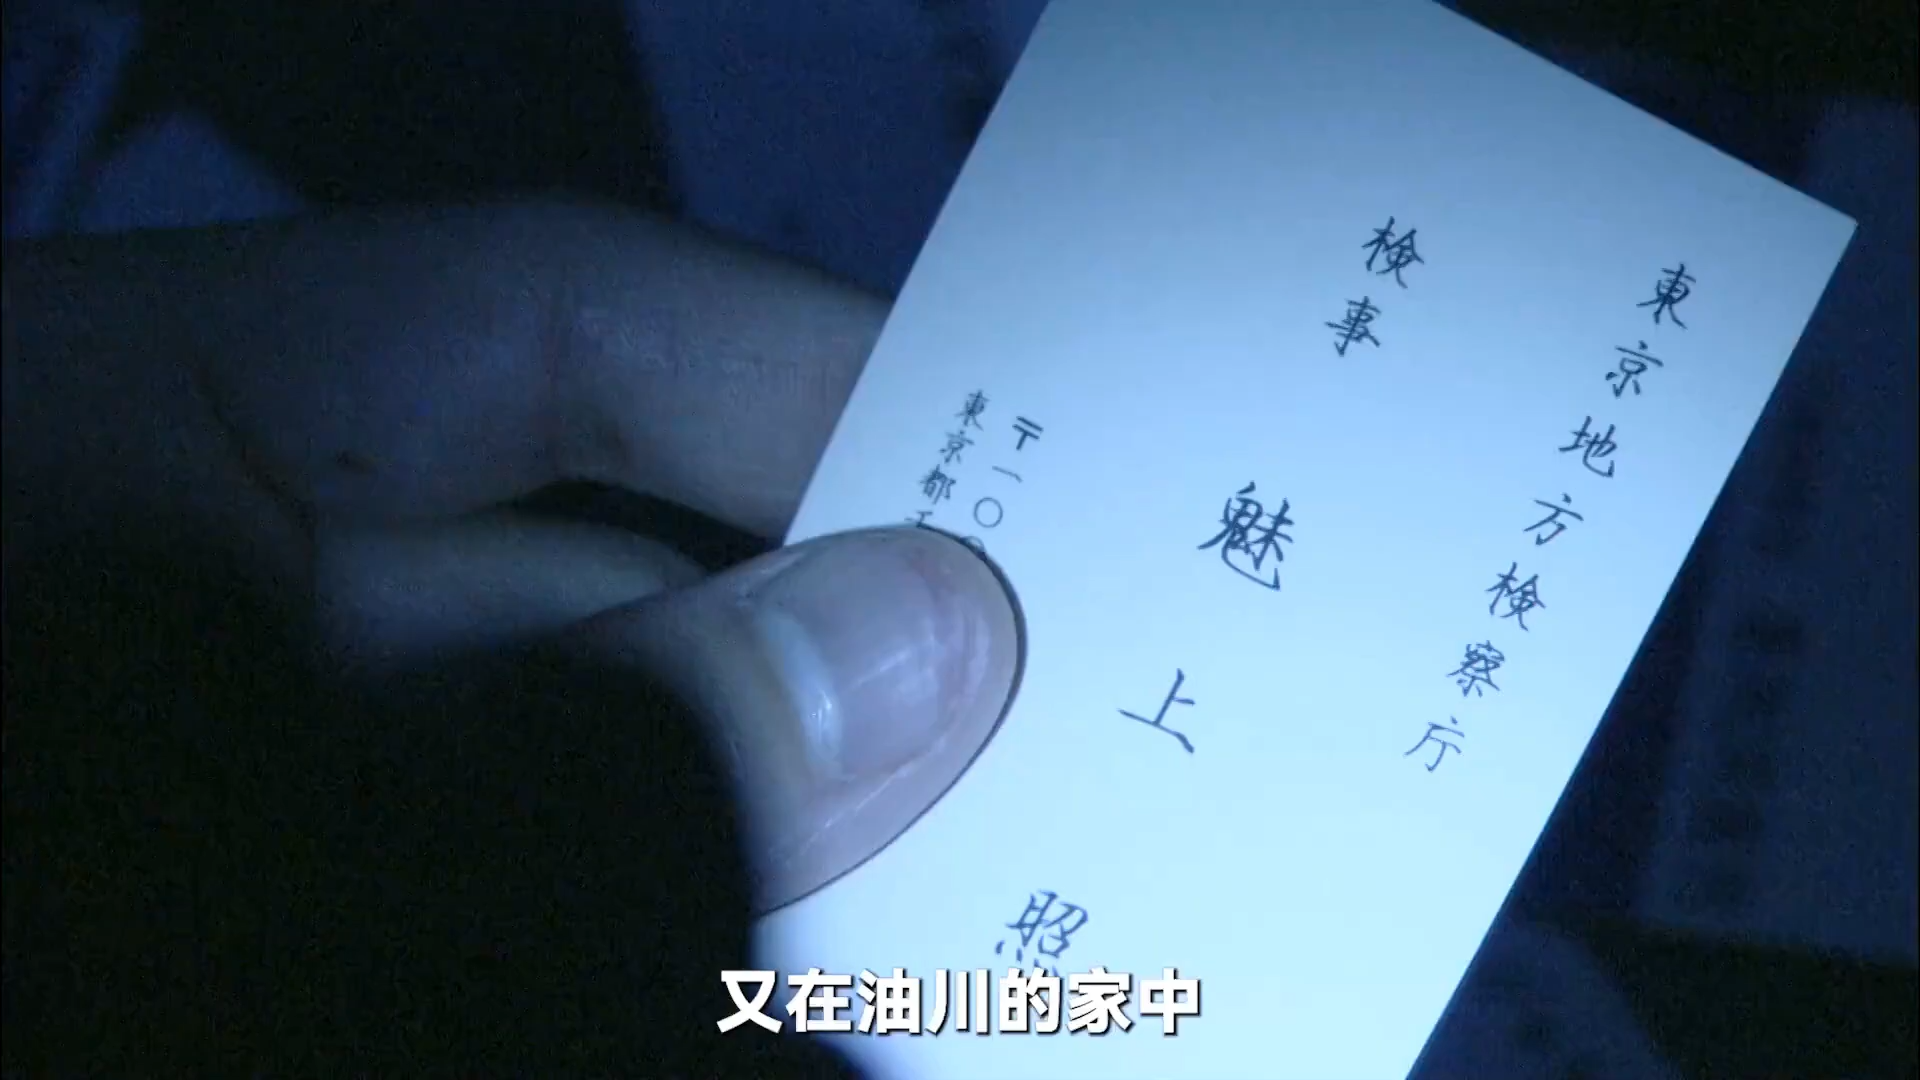 東京地方検察庁
検事
魅上照
〒一〇
東京都
又在油川的家中